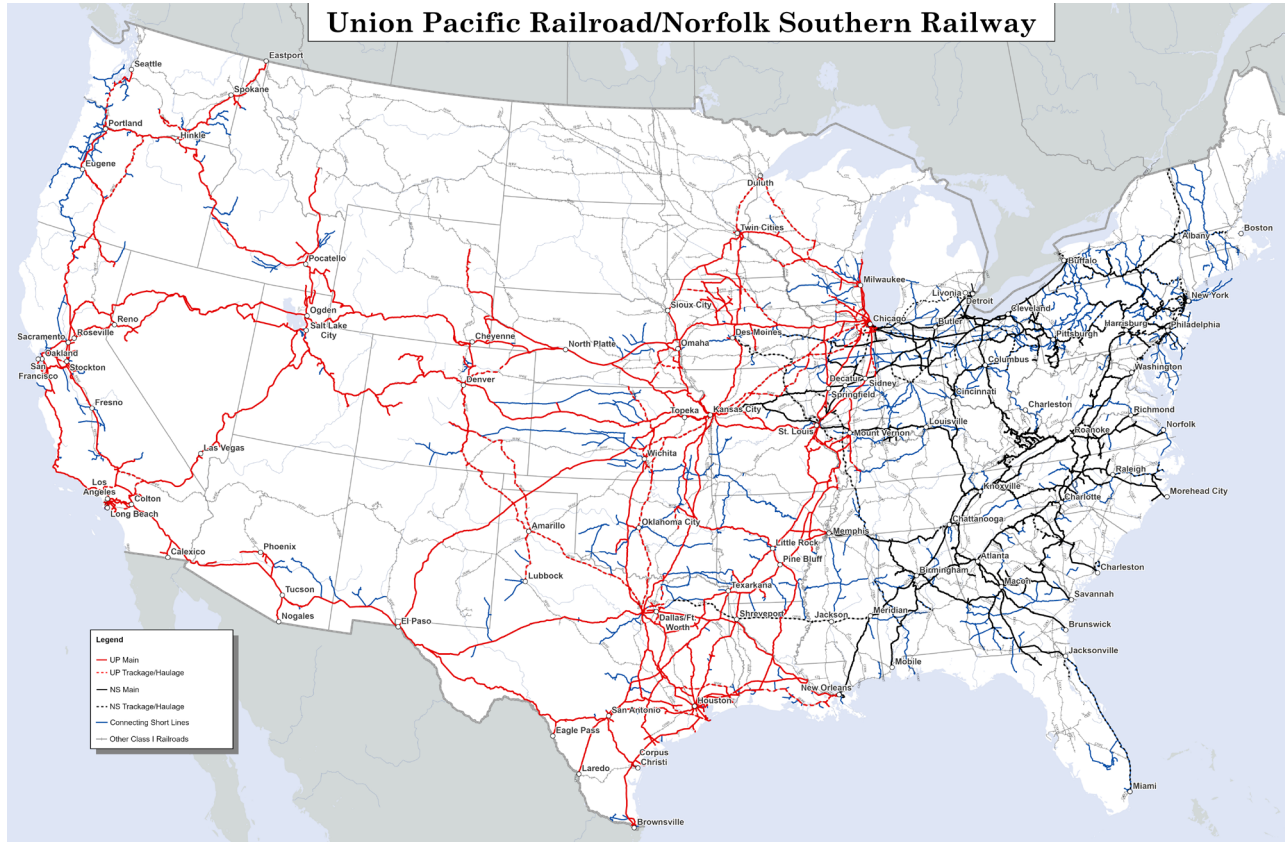 Union Pacific Railroad/Norfolk Southern Railway
Eastport
Seattle
Spokane
Portland
Hinkle
Eugene
Duluth
Twin Cities
Boston
Albany
Buffalo
Pocatello
Milwaukee
Livonia
Detroit
New York
Ogden
Sioux City
Cleveland
Reno
Chicago
Butler
Harrisburg
Philadelphia
Salt Lake
City
Roseville
Sacramento
Des Moines
Pittsburgh
Cheyenne
North Platte
Omaha
Oakland
San
Francisco
Stockton
Columbus
Washington
Denver
Decatur
Sidney
Springfield
Cincinnati
Fresno
Topeka
Kansas City
Charleston
Richmond
Louisville
Norfolk
St. Louis
Mount Vernon
Roanoke
Las Vegas
Wichita
Raleigh
Los
Angeles
Colton
Long Beach
Knoxville
Charlotte
Morehead City
Amarillo
Oklahoma City
Chattanooga
Memphis
Calexico
Phoenix
Little Rock
Pine Bluff
Atlanta
Birmingham
Charleston
Lubbock
Texarkana
Macon
Tucson
Savannah
Nogales
El Paso
Dallas/Ft.
Worth
Shreveport
Jackson
Meridian
Brunswick
Jacksonville
Mobile
New Orleans
Houston
San Antonio
Eagle Pass
Corpus
Christi
Laredo
Miami
Brownsville
Legend
UP Main
UP Trackage/Haulage
NS Main
NS Trackage/Haulage
Connecting Short Lines
Other Class I Railroads